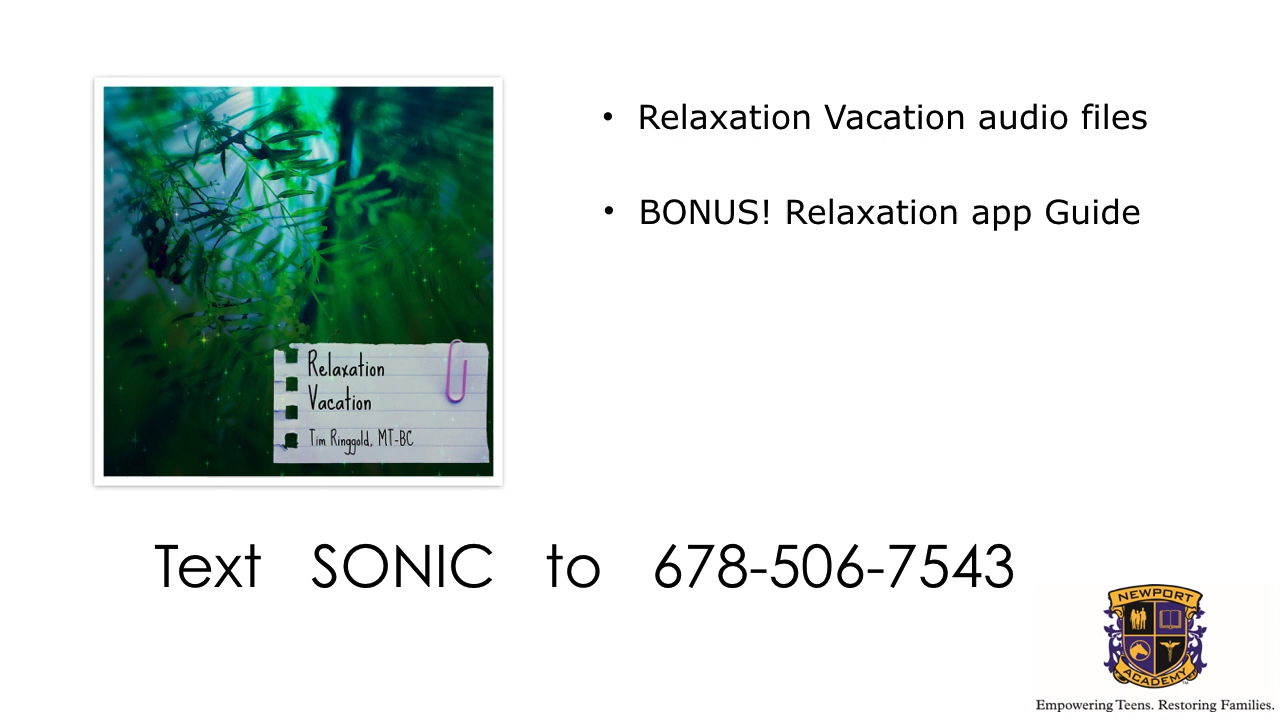 • Relaxation Vacation audio files
• BONUS! Relaxation app Guide
Relaxation
Vacation
Tim Ringgold, MT-BC
Text SONIC to 678-506-7543
NEWPORT
ACADEMY
Empowering Teens. Restoring Families.